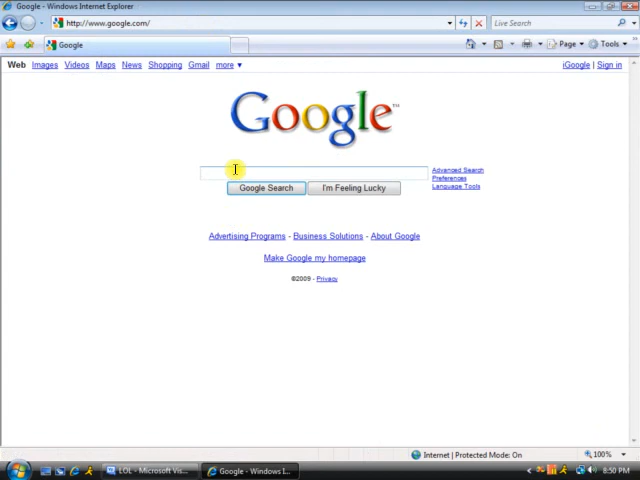 Google - Windows Internet Explorer
http://www.google.com/
Live Search
Google
Page
Tools
Web Images Videos Maps News Shopping Gmail more ▼
iGoogle | Sign in
Google™
Advanced Search
Preferences
Language Tools
Google Search I'm Feeling Lucky
Advertising Programs - Business Solutions - About Google
Make Google my homepage
©2009 - Privacy
Internet | Protected Mode: On
100%
LOL - Microsoft Vis...
Google - Windows I...
8:50 PM